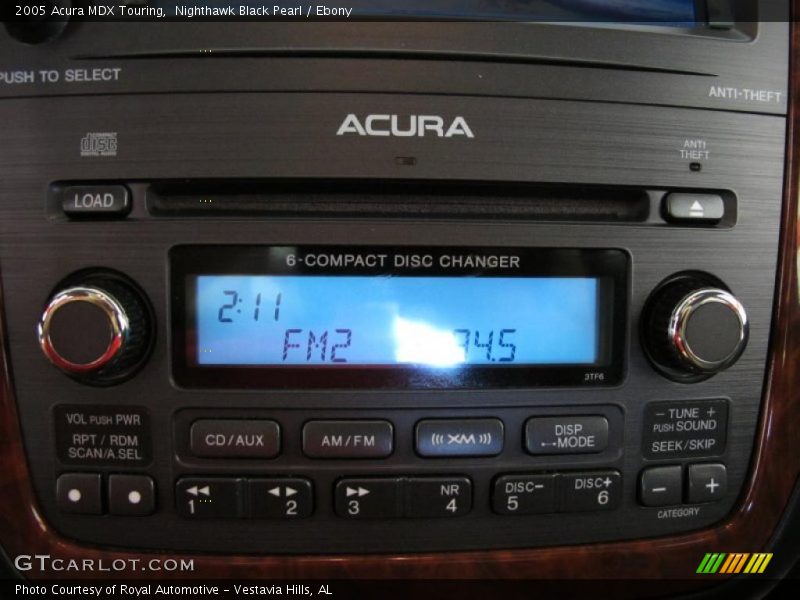 2005 Acura MDX Touring, Nighthawk Black Pearl / Ebony
PUSH TO SELECT
ANTI-THEFT
ACURA
COMPACT
disc
DIGITAL AUDIO
ANTI
THEFT
LOAD
6-COMPACT DISC CHANGER
2:11
FM2 94.5
3TF6
VOL PUSH PWR
RPT / RDM
SCAN/A.SEL
CD/AUX
AM/FM
XM
DISP
MODE
− TUNE +
PUSH SOUND
SEEK/SKIP
1
2
3
NR
4
DISC−
5
DISC+
6
− +
CATEGORY
GTCARLOT.COM
Photo Courtesy of Royal Automotive – Vestavia Hills, AL